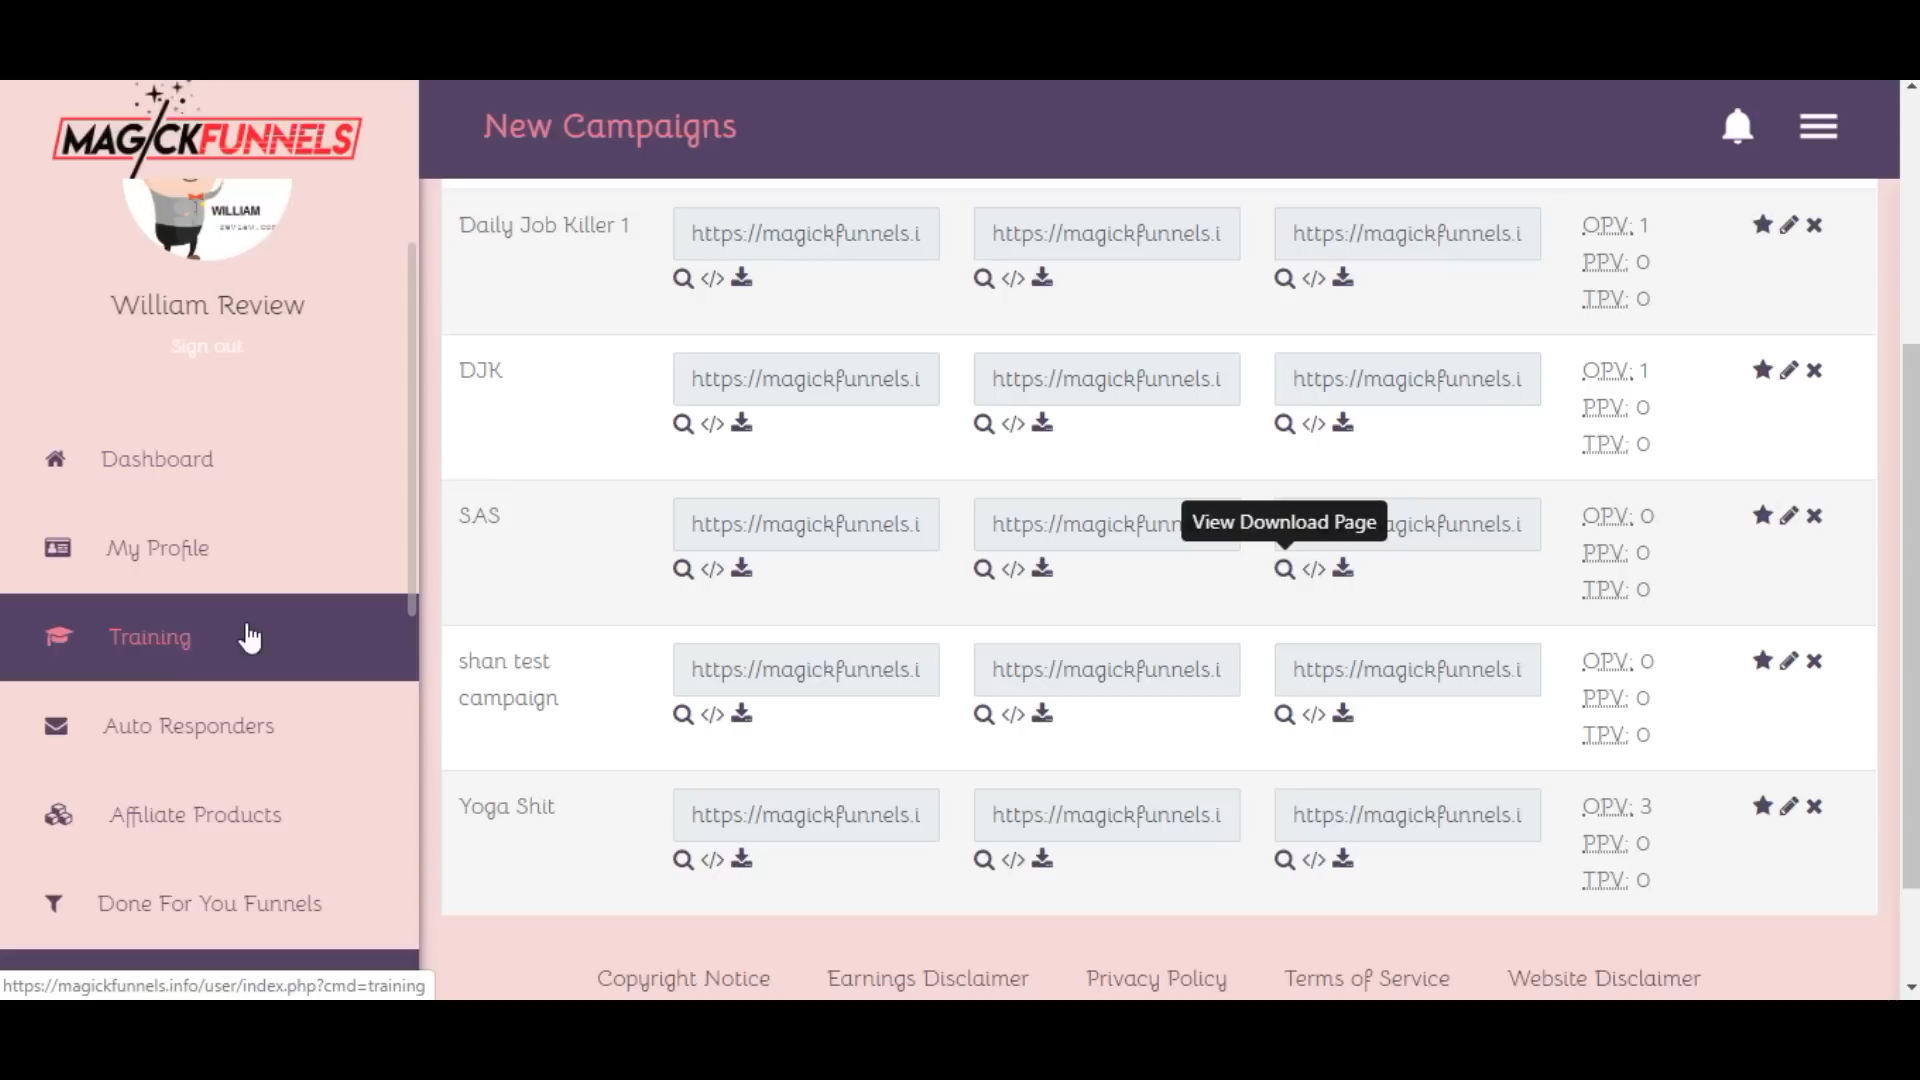 MAGICKFUNNELS
New Campaigns
WILLIAM
William Review
Sign out
Dashboard
My Profile
Training
Auto Responders
Affiliate Products
Done For You Funnels
https://magickfunnels.info/user/index.php?cmd=training
Daily Job Killer 1
https://magickfunnels.i
https://magickfunnels.i
https://magickfunnels.i
OPV: 1
PPV: 0
TPV: 0
DJK
https://magickfunnels.i
https://magickfunnels.i
https://magickfunnels.i
OPV: 1
PPV: 0
TPV: 0
SAS
https://magickfunnels.i
https://magickfunn
View Download Page
agickfunnels.i
OPV: 0
PPV: 0
TPV: 0
shan test
campaign
https://magickfunnels.i
https://magickfunnels.i
https://magickfunnels.i
OPV: 0
PPV: 0
TPV: 0
Yoga Shit
https://magickfunnels.i
https://magickfunnels.i
https://magickfunnels.i
OPV: 3
PPV: 0
TPV: 0
Copyright Notice
Earnings Disclaimer
Privacy Policy
Terms of Service
Website Disclaimer